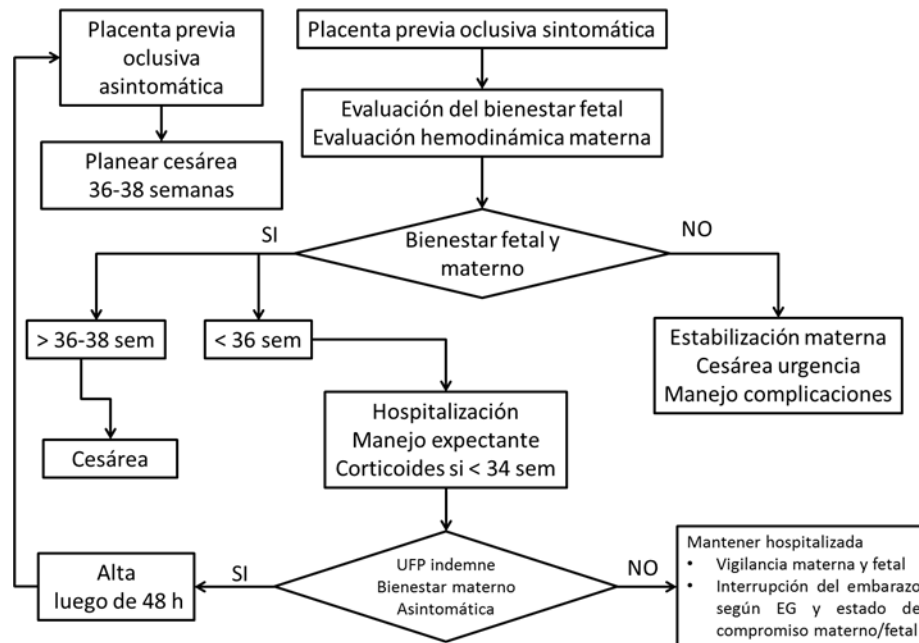 Placenta previa
oclusiva
asintomática
Planear cesárea
36-38 semanas
Placenta previa oclusiva sintomática
Evaluación del bienestar fetal
Evaluación hemodinámica materna
Bienestar fetal y
materno
SI
NO
> 36-38 sem
< 36 sem
Estabilización materna
Cesárea urgencia
Manejo complicaciones
Cesárea
Hospitalización
Manejo expectante
Corticoides si < 34 sem
UFP indemne
Bienestar materno
Asintomática
SI
NO
Alta
luego de 48 h
Mantener hospitalizada
• Vigilancia materna y fetal
• Interrupción del embarazo
según EG y estado de
compromiso materno/fetal